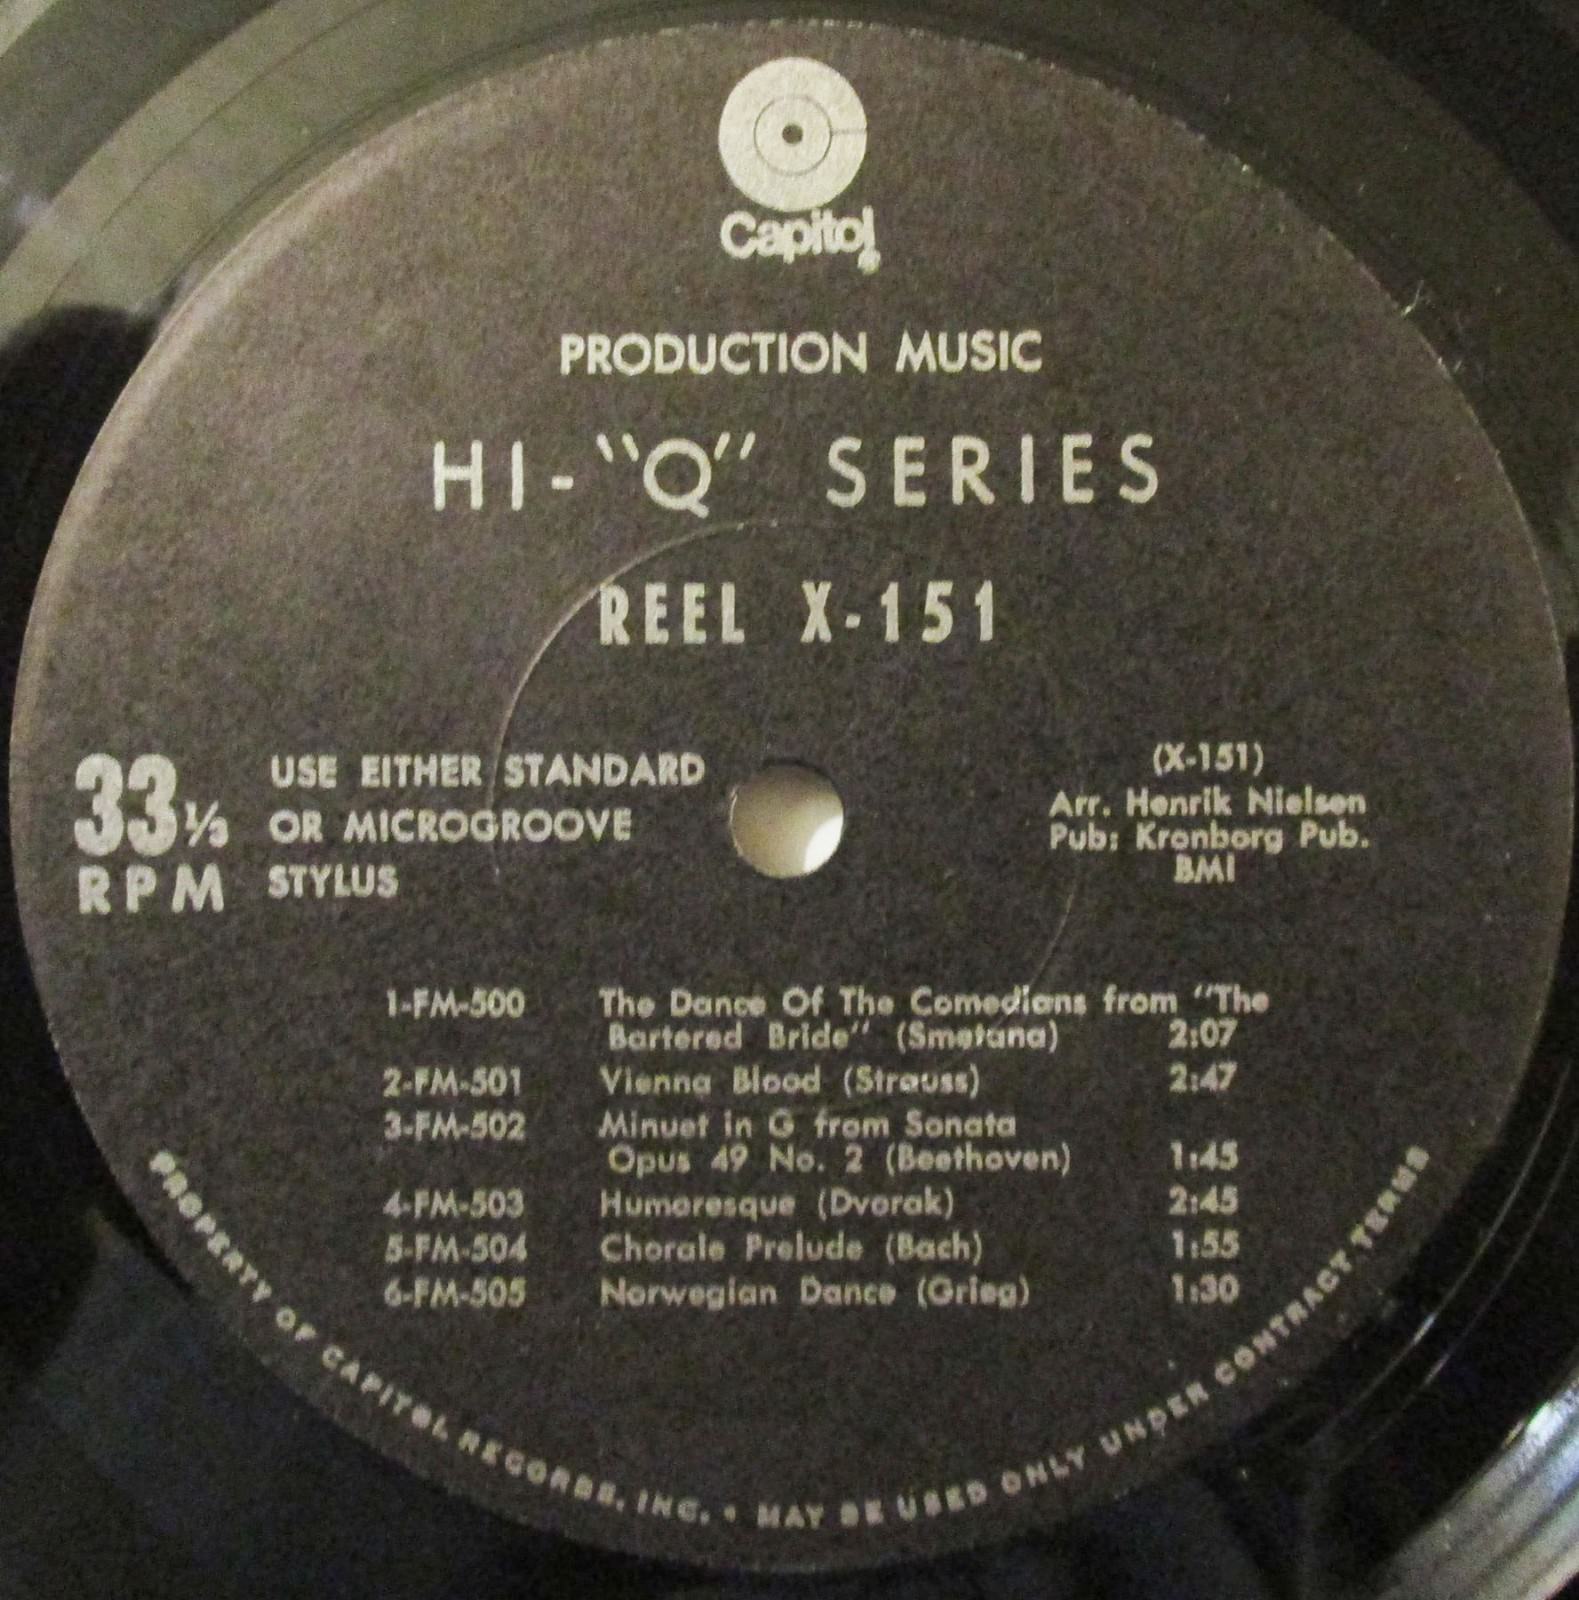 Capitol
PRODUCTION MUSIC
HI-"Q" SERIES
REEL X-151
33⅓
RPM
USE EITHER STANDARD
OR MICROGROOVE
STYLUS
(X-151)
Arr. Henrik Nielsen
Pub: Kronborg Pub.
BMI
1-FM-500 The Dance Of The Comedians from "The
Bartered Bride" (Smetana) 2:07
2-FM-501 Vienna Blood (Strauss) 2:47
3-FM-502 Minuet in G from Sonata
Opus 49 No. 2 (Beethoven) 1:45
4-FM-503 Humoresque (Dvorak) 2:45
5-FM-504 Chorale Prelude (Bach) 1:55
6-FM-505 Norwegian Dance (Grieg) 1:30
PROPERTY OF CAPITOL RECORDS, INC. • MAY BE USED ONLY UNDER CONTRACT TERMS